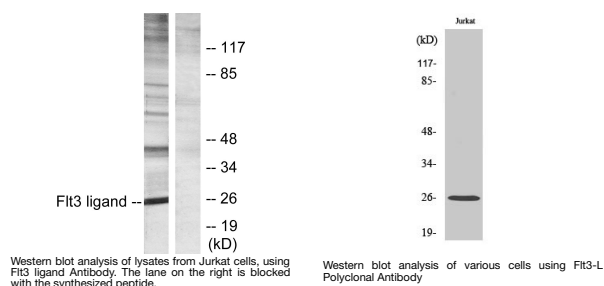 -- 117
-- 85
-- 48
-- 34
Flt3 ligand -- -- 26
-- 19
(kD)
Western blot analysis of lysates from Jurkat cells, using
Flt3 ligand Antibody. The lane on the right is blocked
with the synthesized peptide.
Jurkat
(kD)
117-
85-
48-
34-
26-
19-
Western blot analysis of various cells using Flt3-L
Polyclonal Antibody